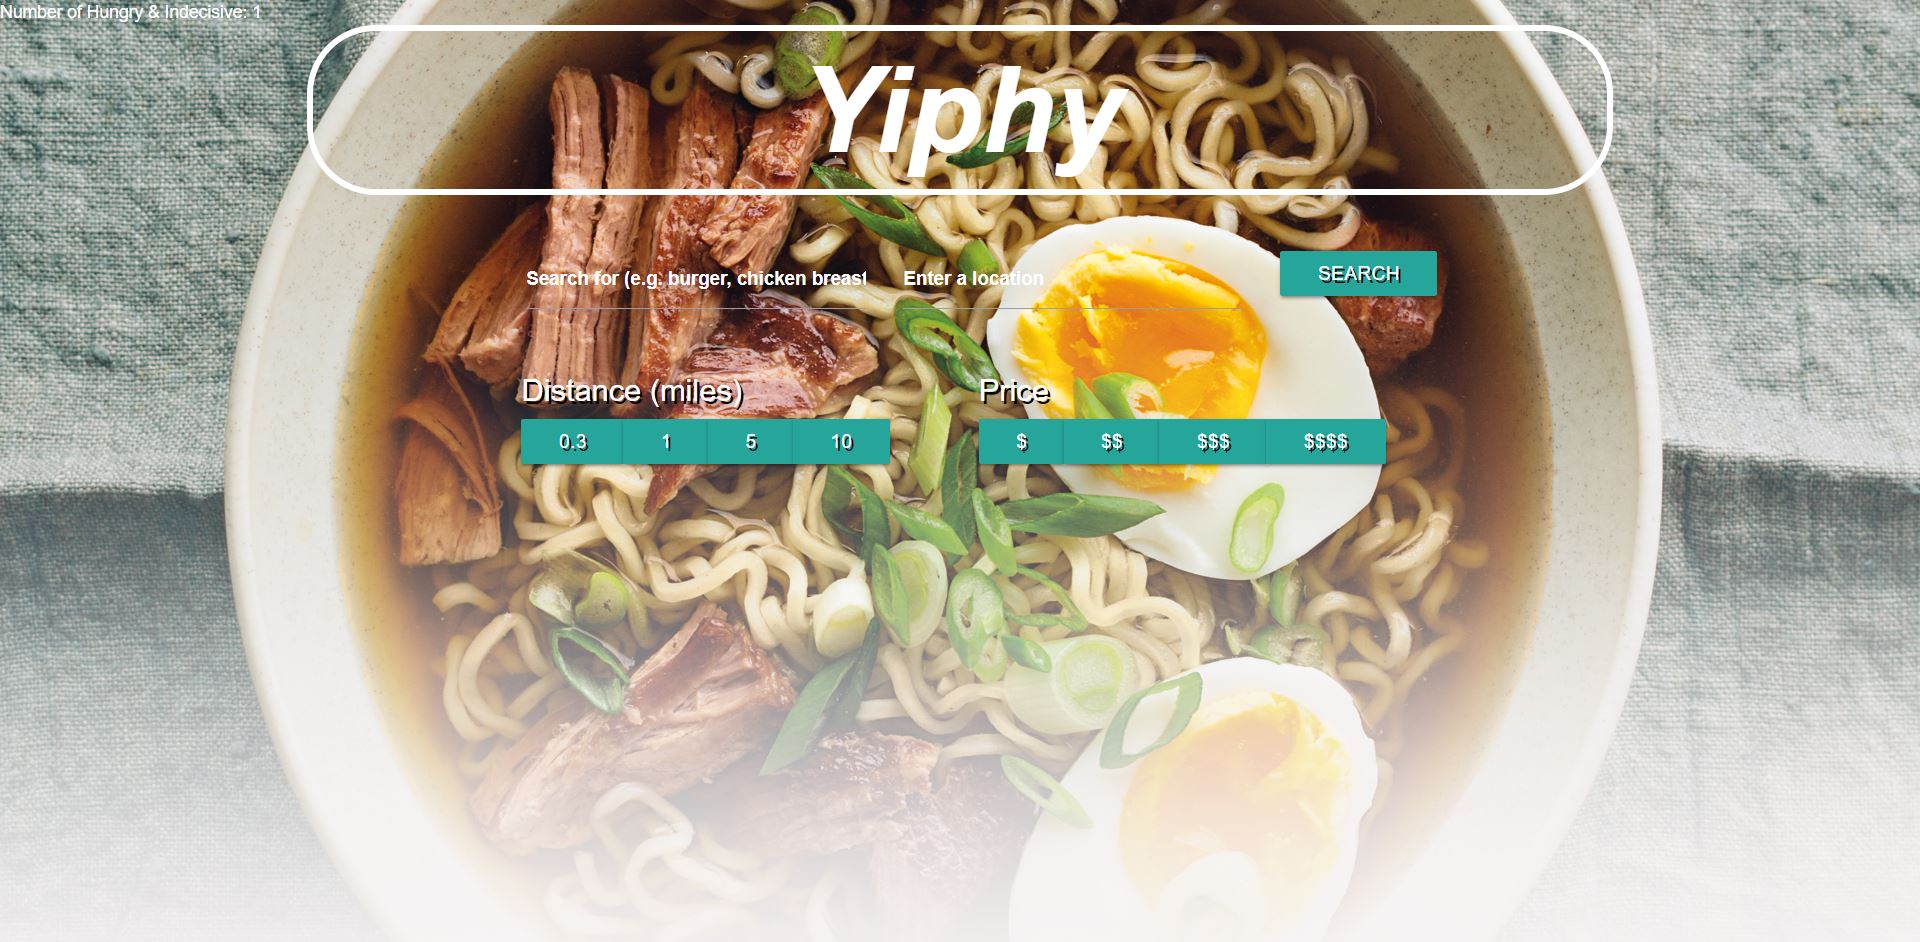 Number of Hungry & Indecisive: 1
Yiphy
Search for (e.g. burger, chicken breast
Enter a location
SEARCH
Distance (miles)
Price
0.3 1 5 10
$ $$ $$$ $$$$